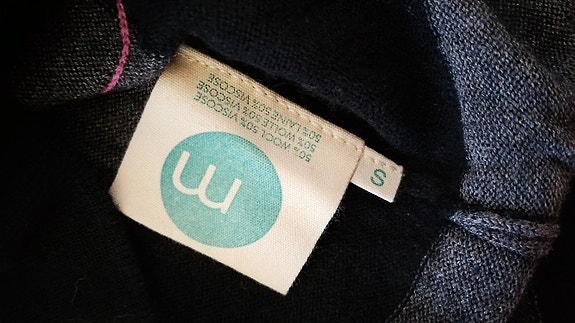 m
50% WOOL 50% VISCOSE
50% WOLLE 50% VISCOSE
50% LAINE 50% VISCOSE
S